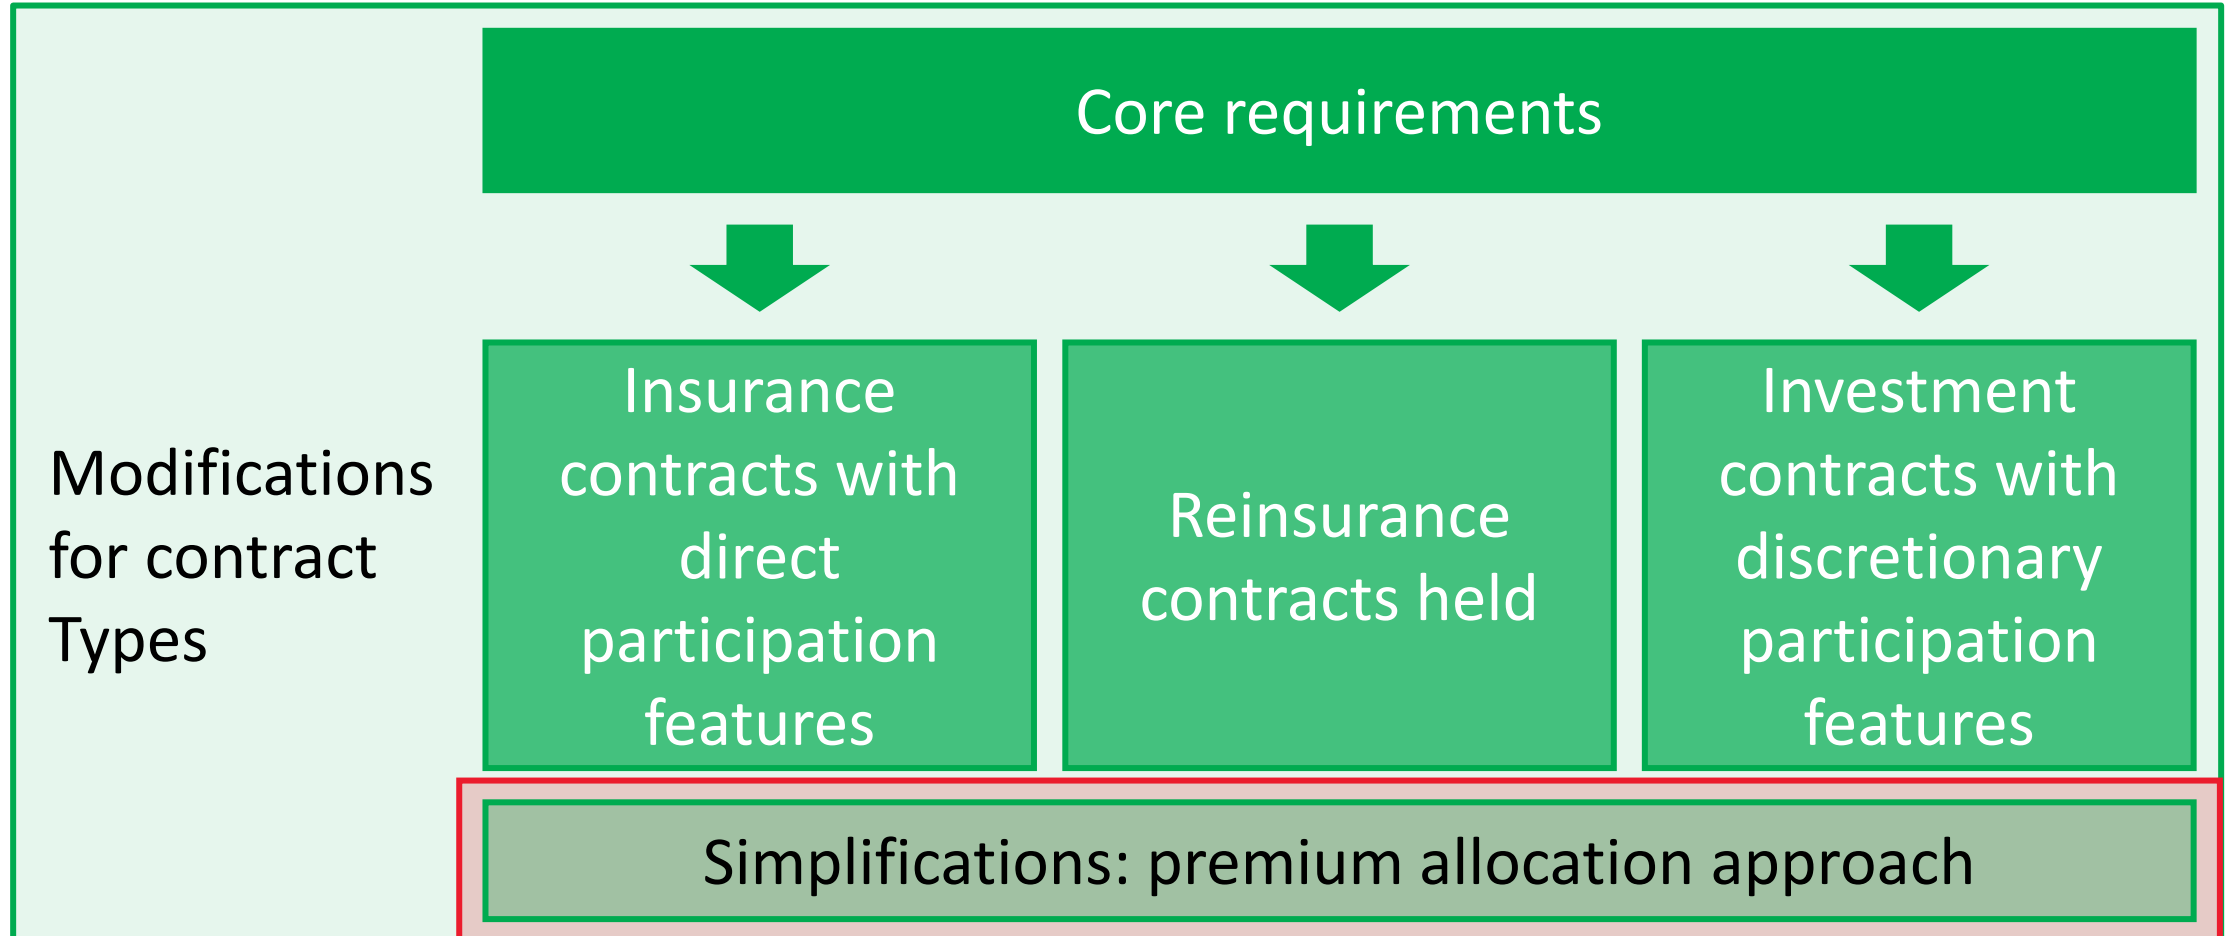 Core requirements
Modifications
for contract
Types
Insurance
contracts with
direct
participation
features
Reinsurance
contracts held
Investment
contracts with
discretionary
participation
features
Simplifications: premium allocation approach